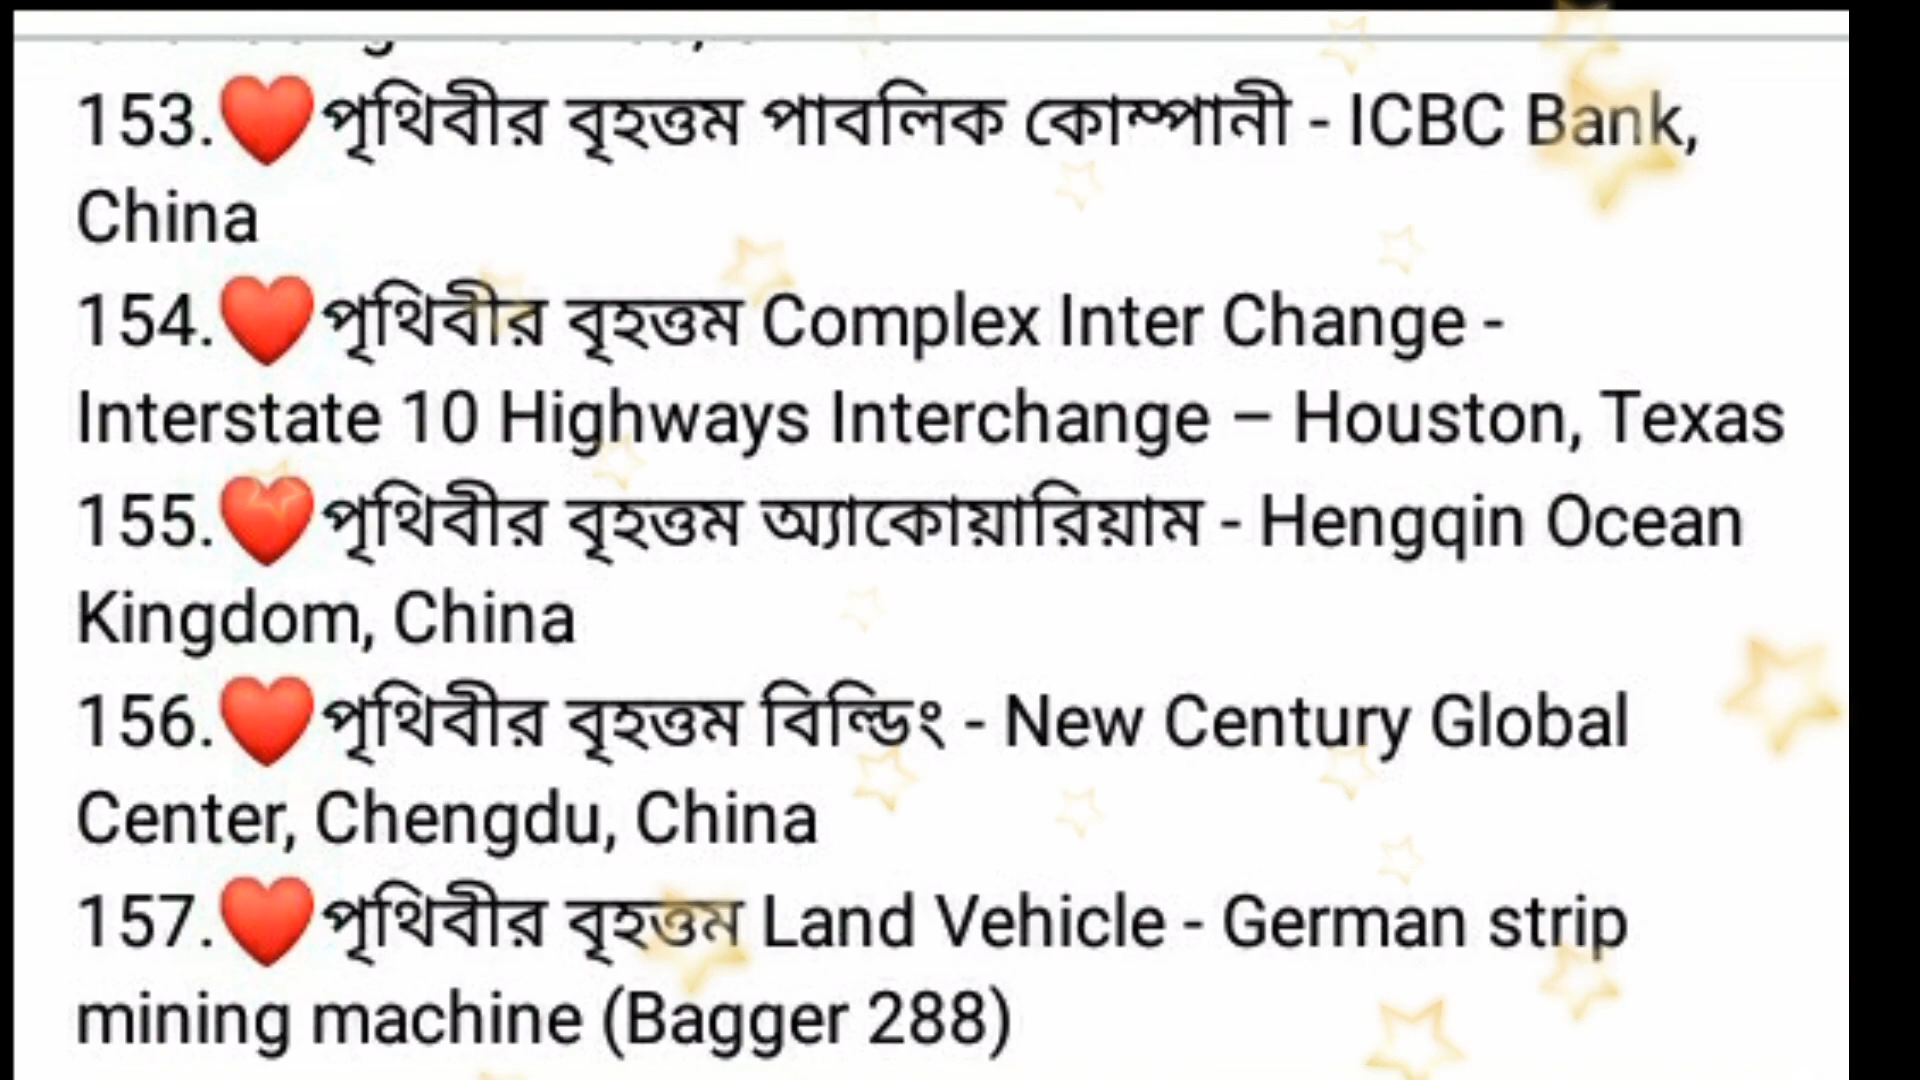 153.❤️পৃথিবীর বৃহত্তম পাবলিক কোম্পানী - ICBC Bank,
China
154.❤️পৃথিবীর বৃহত্তম Complex Inter Change -
Interstate 10 Highways Interchange – Houston, Texas
155.❤️পৃথিবীর বৃহত্তম অ্যাকোয়ারিয়াম - Hengqin Ocean
Kingdom, China
156.❤️পৃথিবীর বৃহত্তম বিল্ডিং - New Century Global
Center, Chengdu, China
157.❤️পৃথিবীর বৃহত্তম Land Vehicle - German strip
mining machine (Bagger 288)